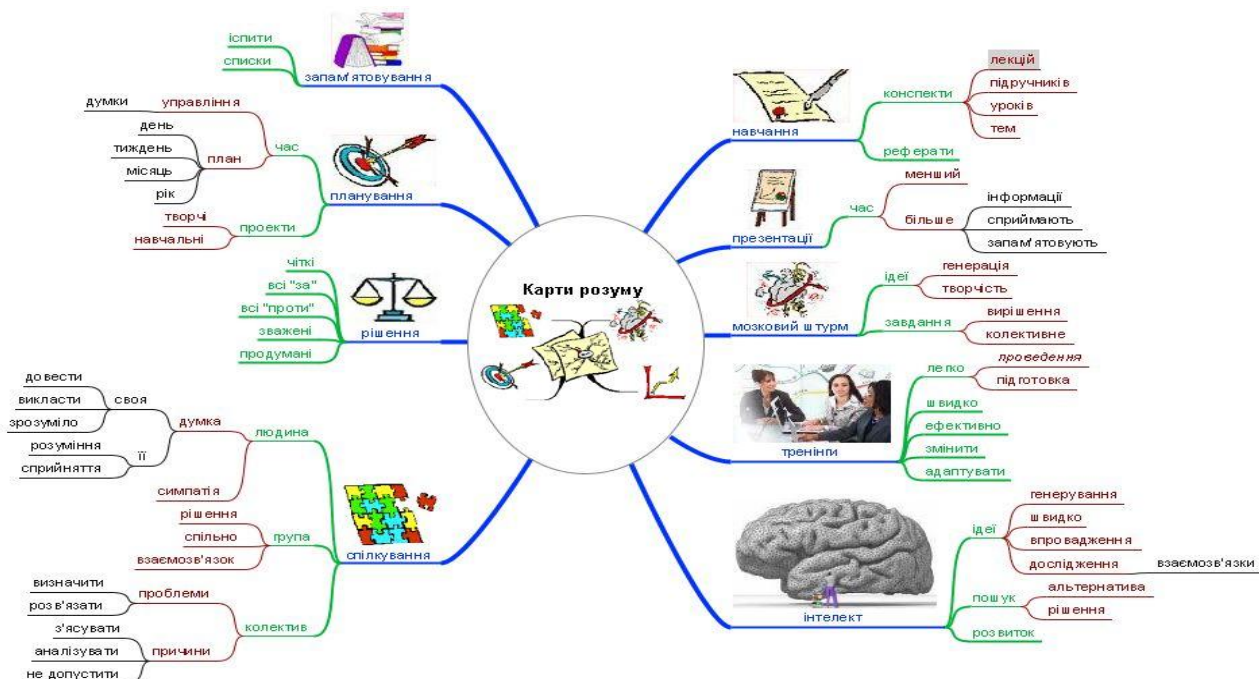 Карти розуму
іспити
списки
запам'ятовування
думки
управління
день
тиждень
місяць
рік
план
час
творчі
навчальні
проекти
планування
чіткі
всі "за"
всі "проти"
зважені
продумані
рішення
довести
викласти
зрозуміло
своя
розуміння
сприйняття
її
думка
симпатія
людина
рішення
спільно
взаємозв'язок
група
визначити
розв'язати
проблеми
з'ясувати
аналізувати
не допустити
причини
колектив
спілкування
навчання
конспекти
лекцій
підручників
уроків
тем
реферати
презентації
час
менший
більше
інформації
сприймають
запам'ятовують
мозковий штурм
ідеї
генерація
творчість
завдання
вирішення
колективне
тренінги
легко
проведення
підготовка
швидко
ефективно
змінити
адаптувати
інтелект
ідеї
генерування
швидко
впровадження
дослідження
взаємозв'язки
пошук
альтернатива
рішення
розвиток